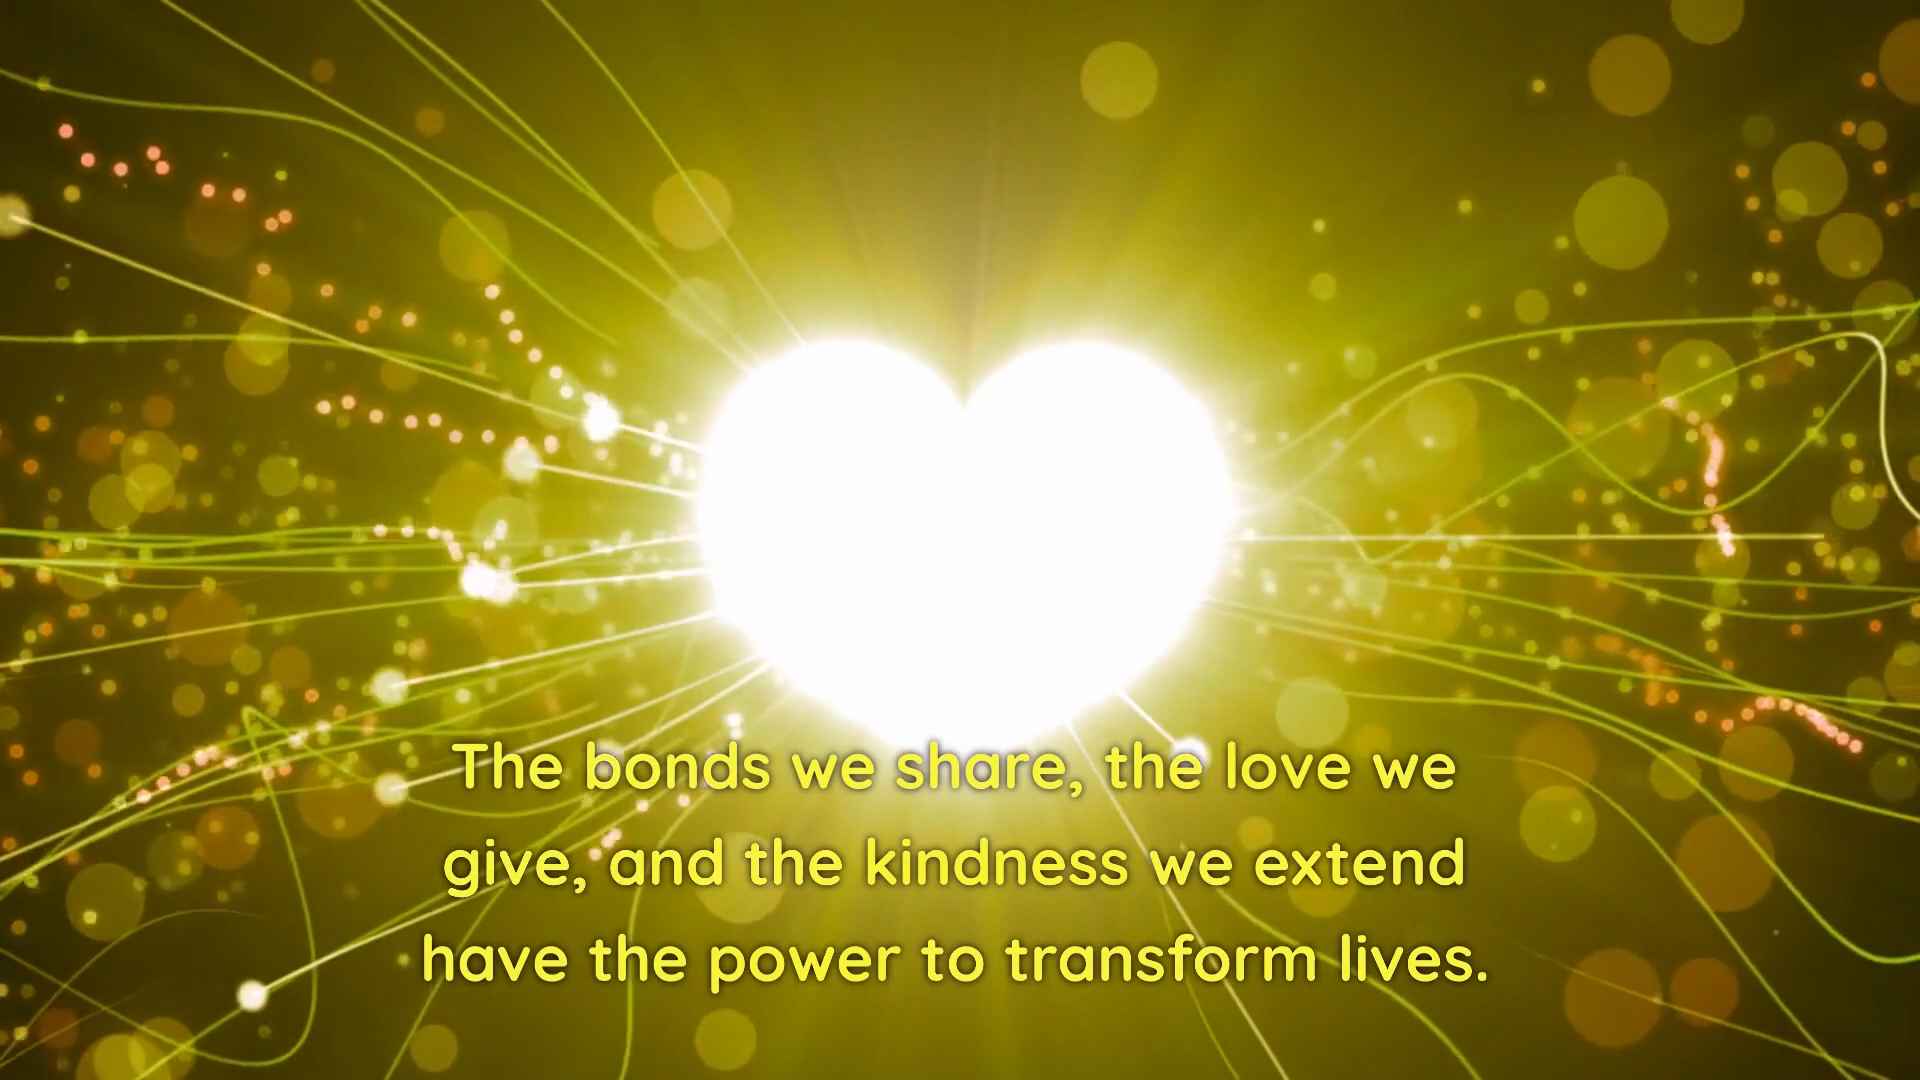 The bonds we share, the love we
give, and the kindness we extend
have the power to transform lives.